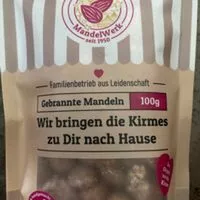 MandelWerk
seit 1950
Familienbetrieb aus Leidenschaft
Gebrannte Mandeln 100g
Wir bringen die Kirmes
zu Dir nach Hause